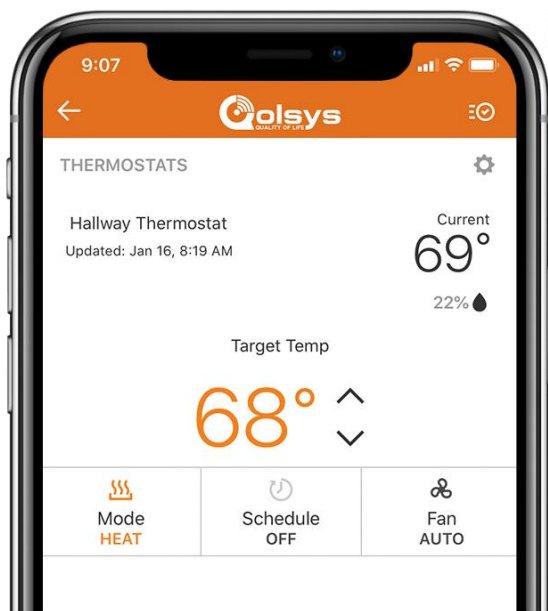 9:07
Qolsys
QUALITY OF LIFE
THERMOSTATS
Hallway Thermostat
Updated: Jan 16, 8:19 AM
Current
69°
22%
Target Temp
68°
Mode
HEAT
Schedule
OFF
Fan
AUTO